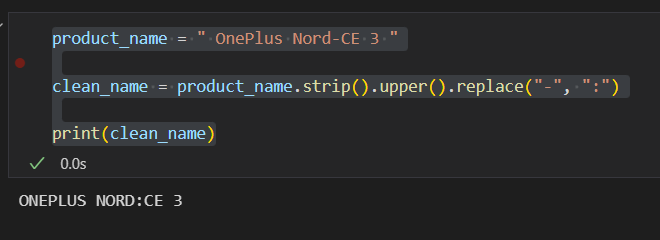 product_name = " OnePlus Nord-CE 3 "
clean_name = product_name.strip().upper().replace("-", ":")
print(clean_name)
0.0s
ONEPLUS NORD:CE 3